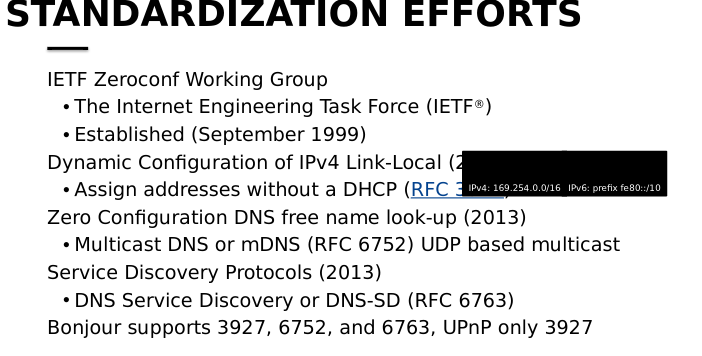 STANDARDIZATION EFFORTS
IETF Zeroconf Working Group
• The Internet Engineering Task Force (IETF®)
• Established (September 1999)
Dynamic Configuration of IPv4 Link-Local (2
• Assign addresses without a DHCP (RFC 3
IPv4: 169.254.0.0/16 IPv6: prefix fe80::/10
Zero Configuration DNS free name look-up (2013)
• Multicast DNS or mDNS (RFC 6752) UDP based multicast
Service Discovery Protocols (2013)
• DNS Service Discovery or DNS-SD (RFC 6763)
Bonjour supports 3927, 6752, and 6763, UPnP only 3927